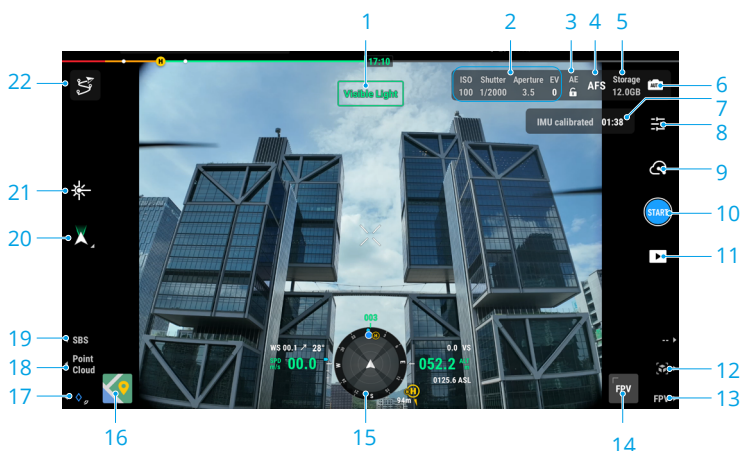 1
2
3
4
5
17:10
22
Visible Light
ISO Shutter Aperture EV AE AFS Storage
100 1/2000 3.5 0 12.0GB
AUTO
6
IMU calibrated 01:38
7
8
9
21
START
10
20
11
003
WS 00.1 ↗ 28°
0.0 VS
19
SBS
SPD
m/s
00.0
W
E
S
052.2
0125.6 ASL
-- 
18
Point
Cloud
12
17
H
94m
FPV
FPV
13
16
15
14